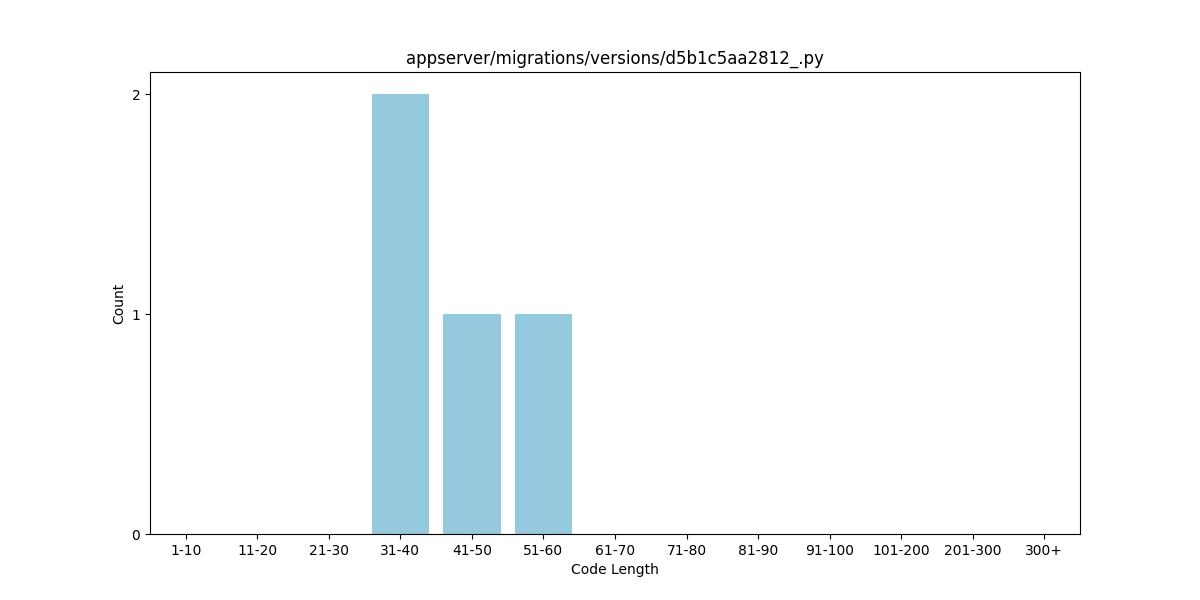 appserver/migrations/versions/d5b1c5aa2812_.py
2
1
0
Count
1-10 11-20 21-30 31-40 41-50 51-60 61-70 71-80 81-90 91-100 101-200 201-300 300+
Code Length